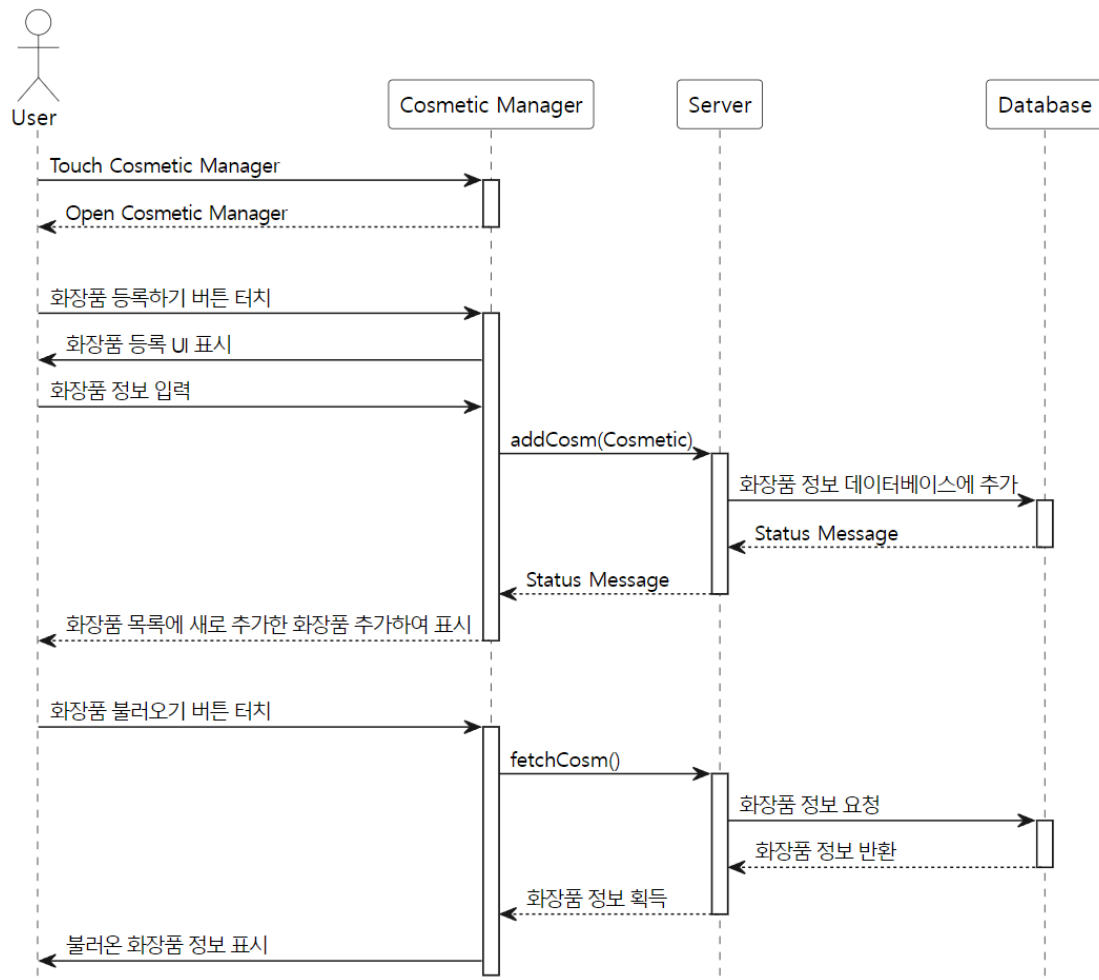 User
Cosmetic Manager
Server
Database
Touch Cosmetic Manager
Open Cosmetic Manager
화장품 등록하기 버튼 터치
화장품 등록 UI 표시
화장품 정보 입력
addCosm(Cosmetic)
화장품 정보 데이터베이스에 추가
Status Message
Status Message
화장품 목록에 새로 추가한 화장품 추가하여 표시
화장품 불러오기 버튼 터치
fetchCosm()
화장품 정보 요청
화장품 정보 반환
화장품 정보 획득
불러온 화장품 정보 표시